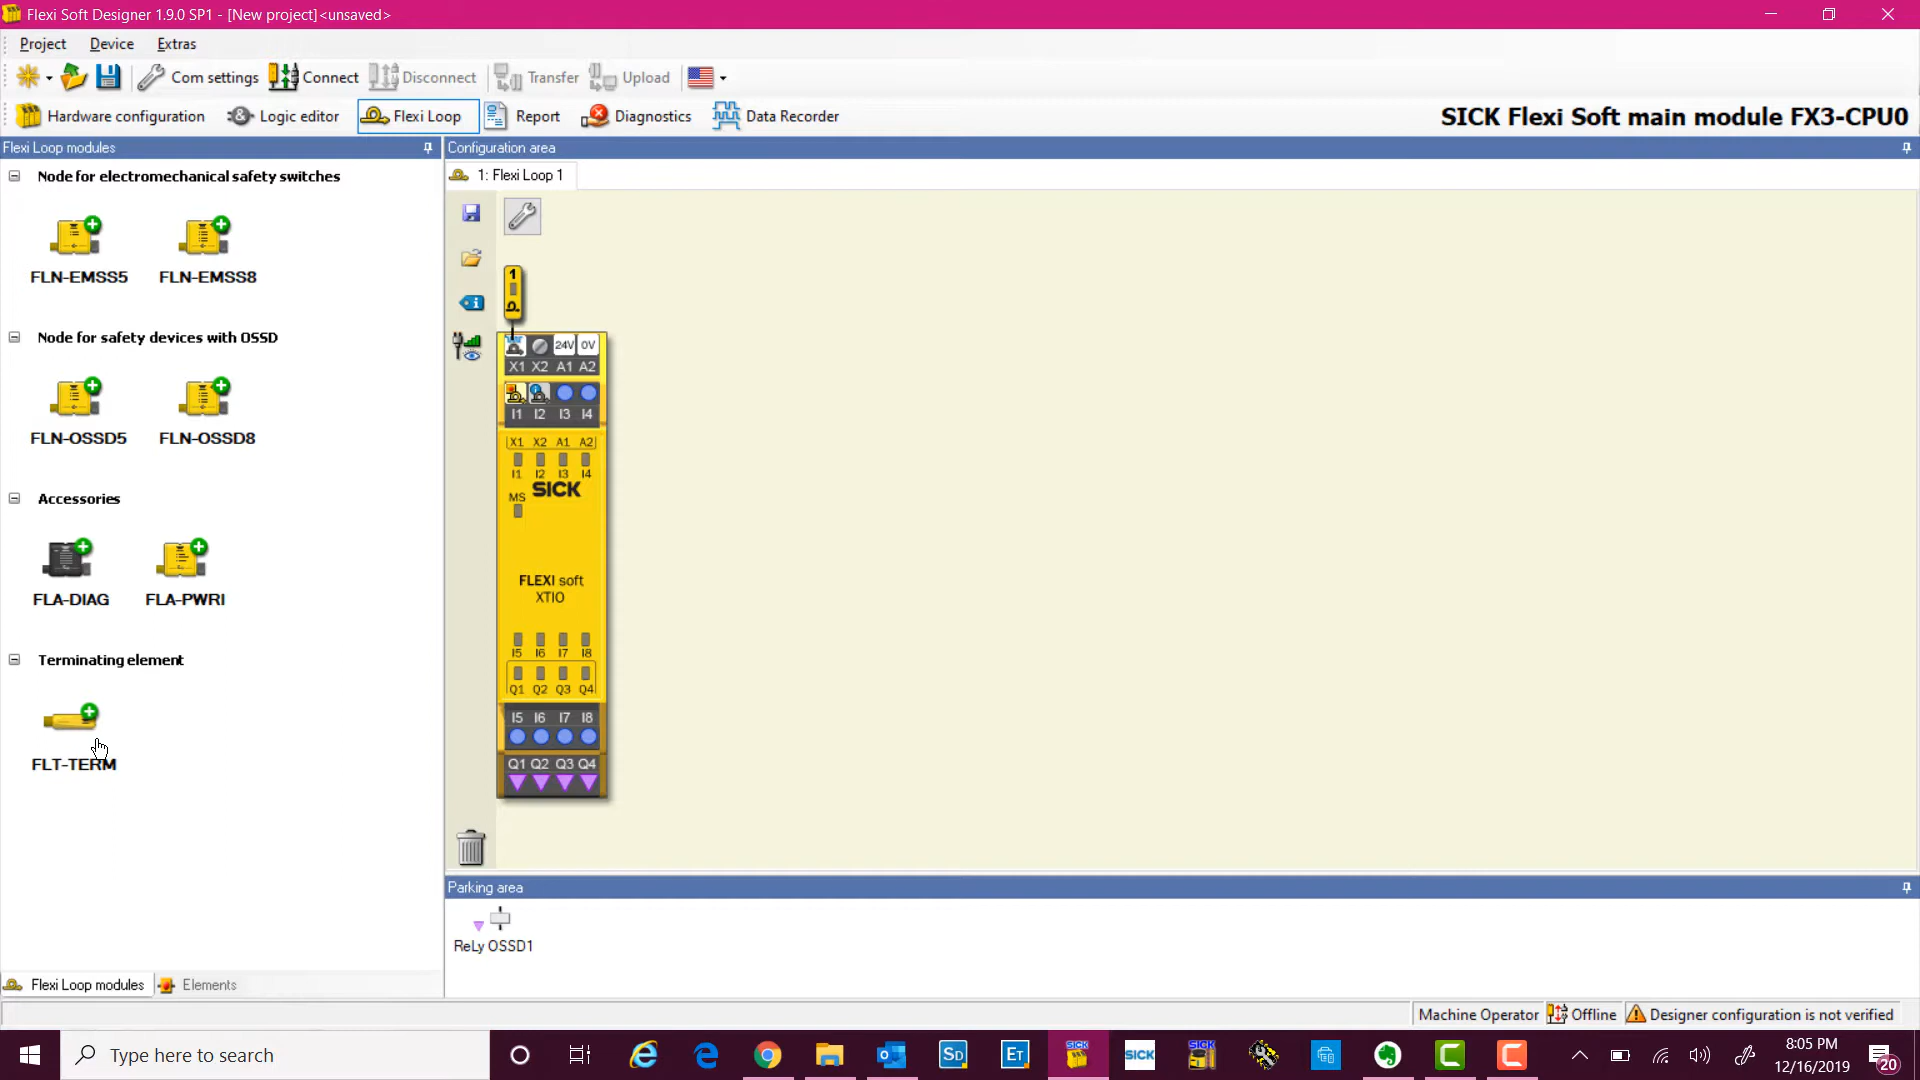 Flexi Soft Designer 1.9.0 SP1 - [New project]<unsaved>
Project Device Extras
Com settings Connect Disconnect Transfer Upload
Hardware configuration Logic editor Flexi Loop Report Diagnostics Data Recorder SICK Flexi Soft main module FX3-CPU0
Flexi Loop modules
Node for electromechanical safety switches
FLN-EMSS5 FLN-EMSS8
Node for safety devices with OSSD
FLN-OSSD5 FLN-OSSD8
Accessories
FLA-DIAG FLA-PWRI
Terminating element
FLT-TERM
Flexi Loop modules Elements
Configuration area
1: Flexi Loop 1
1
24V 0V
X1 X2 A1 A2
I1 I2 I3 I4
X1 X2 A1 A2
I1 I2 I3 I4
MS SICK
FLEXI soft
XTIO
I5 I6 I7 I8
Q1 Q2 Q3 Q4
I5 I6 I7 I8
Q1 Q2 Q3 Q4
Parking area
ReLy OSSD1
Machine Operator Offline Designer configuration is not verified
Type here to search
SD ET SICK SICK SICK
8:05 PM
12/16/2019
20